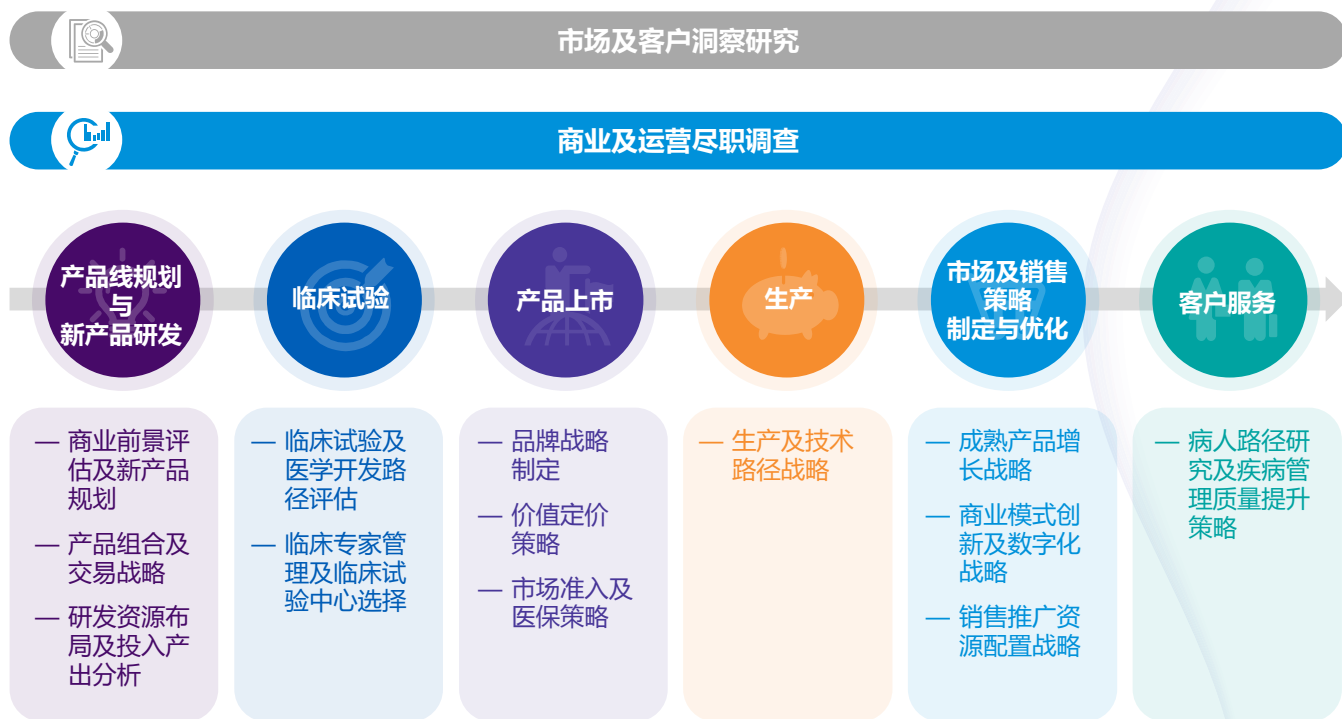 市场及客户洞察研究
商业及运营尽职调查
产品线规划
与
新产品研发
临床试验
产品上市
生产
市场及销售
策略
制定与优化
客户服务
— 商业前景评
估及新产品
规划
— 产品组合及
交易战略
— 研发资源布
局及投入产
出分析
— 临床试验及
医学开发路
径评估
— 临床专家管
理及临床试
验中心选择
— 品牌战略
制定
— 价值定价
策略
— 市场准入及
医保策略
— 生产及技术
路径战略
— 成熟产品增
长战略
— 商业模式创
新及数字化
战略
— 销售推广资
源配置战略
— 病人路径研
究及疾病管
理质量提升
策略